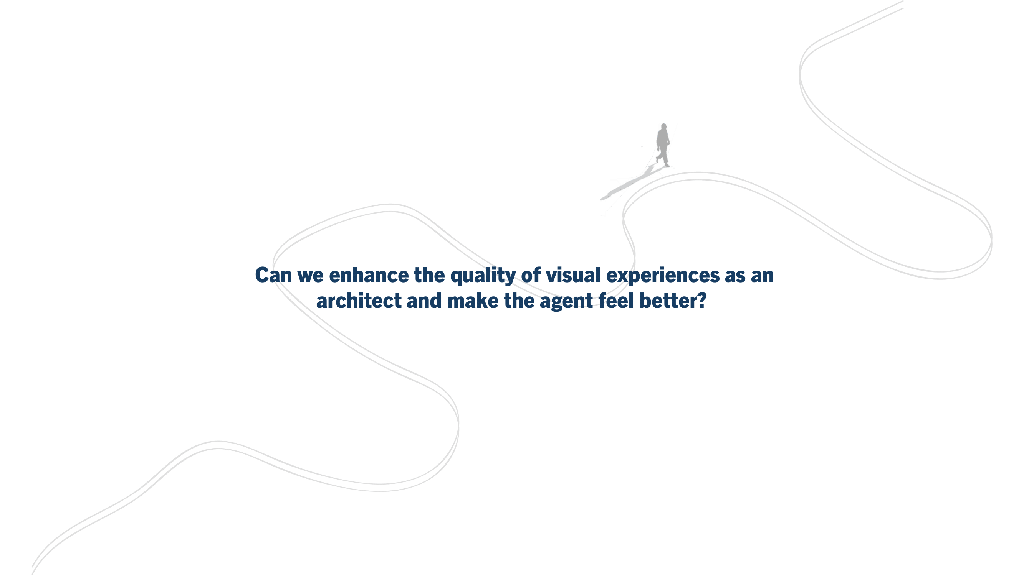 Can we enhance the quality of visual experiences as an
architect and make the agent feel better?